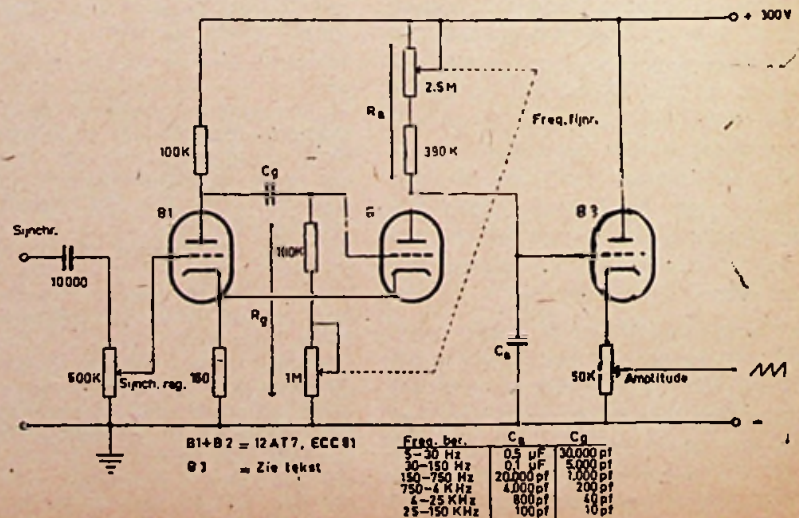 + 300V
2.5M
Ra
Freq.fijnr.
100K
390 K
Cg
B1
B1
B3
Synchr.
10000
100K
Rg
Ca
500K
Synch. reg.
150
1M
50K
Amplitude
-
B1+B2 = 12AT7, ECC81
B3 = Zie tekst
Freq. ber. Ca Cg
5-30 Hz 0.5 µF 30.000 pf
30-150 Hz 0.1 µF 5.000 pf
150-750 Hz 20.000 pf 1.000 pf
750-4 KHz 4.000 pf 200 pf
4-25 KHz 800 pf 40 pf
25-150 KHz 100 pf 10 pf